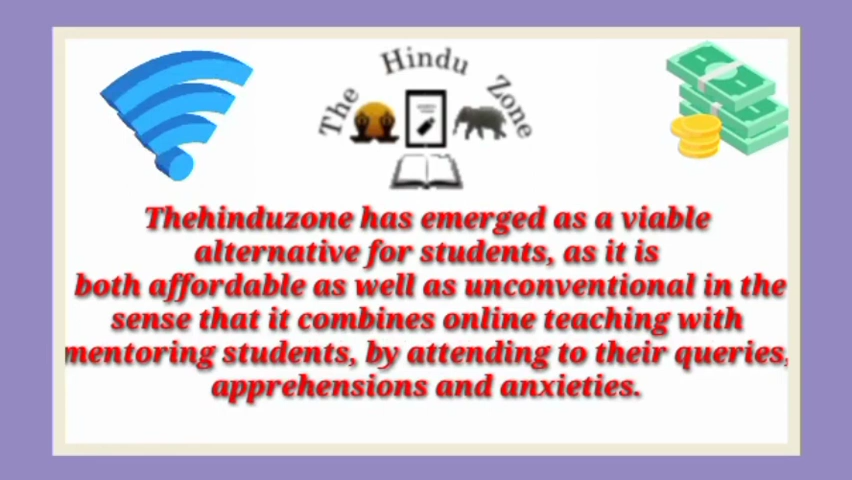 The Hindu Zone
Thehinduzone has emerged as a viable
alternative for students, as it is
both affordable as well as unconventional in the
sense that it combines online teaching with
mentoring students, by attending to their queries,
apprehensions and anxieties.